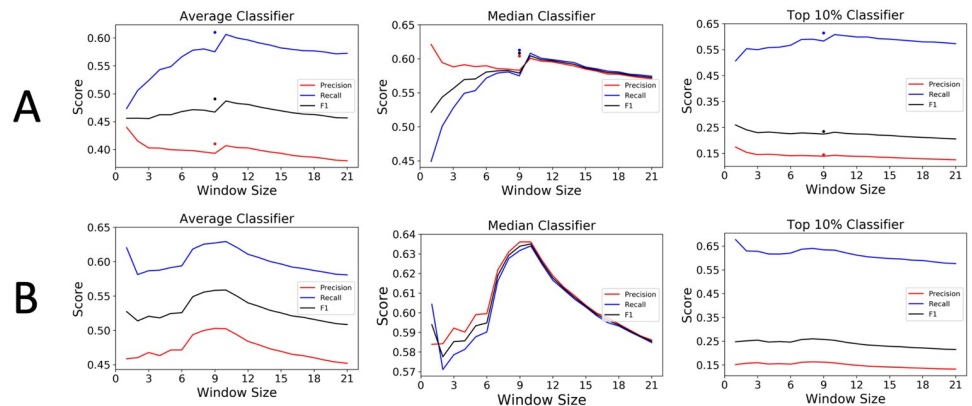 A
Average Classifier
Score
0.60
0.55
0.50
0.45
0.40
Precision
Recall
F1
0 3 6 9 12 15 18 21
Window Size
Median Classifier
Score
0.65
0.60
0.55
0.50
0.45
Precision
Recall
F1
0 3 6 9 12 15 18 21
Window Size
Top 10% Classifier
Score
0.65
0.55
0.45
0.35
0.25
0.15
Precision
Recall
F1
0 3 6 9 12 15 18 21
Window Size
B
Average Classifier
Score
0.65
0.60
0.55
0.50
0.45
Precision
Recall
F1
0 3 6 9 12 15 18 21
Window Size
Median Classifier
Score
0.64
0.63
0.61
0.60
0.58
0.57
Precision
Recall
F1
0 3 6 9 12 15 18 21
Window Size
Top 10% Classifier
Score
0.65
0.55
0.45
0.35
0.25
0.15
Precision
Recall
F1
0 3 6 9 12 15 18 21
Window Size